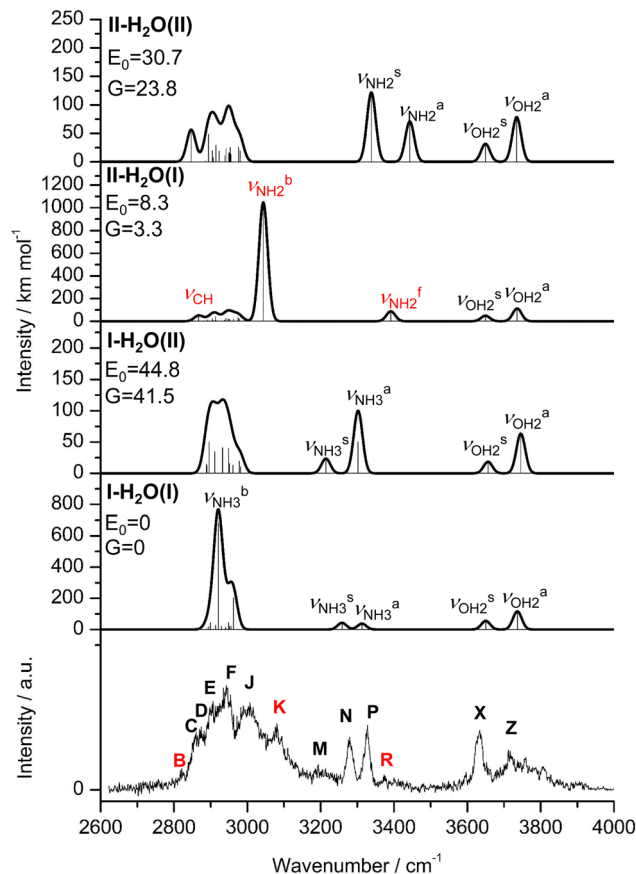 II-H₂O(II)
E₀=30.7
G=23.8
νNH2ˢ
νNH2ᵃ
νOH2ˢ
νOH2ᵃ
250
200
150
100
50
0
II-H₂O(I)
E₀=8.3
G=3.3
νNH2ᵇ
νCH
νNH2ᶠ
νOH2ˢ
νOH2ᵃ
1200
1000
800
600
400
200
0
Intensity / km mol⁻¹
I-H₂O(II)
E₀=44.8
G=41.5
νNH3ˢ
νNH3ᵃ
νOH2ˢ
νOH2ᵃ
200
150
100
50
0
I-H₂O(I)
E₀=0
G=0
νNH3ᵇ
νNH3ˢ
νNH3ᵃ
νOH2ˢ
νOH2ᵃ
800
600
400
200
0
Intensity / a.u.
B C D E F J K M N P R X Z
0
2600 2800 3000 3200 3400 3600 3800 4000
Wavenumber / cm⁻¹